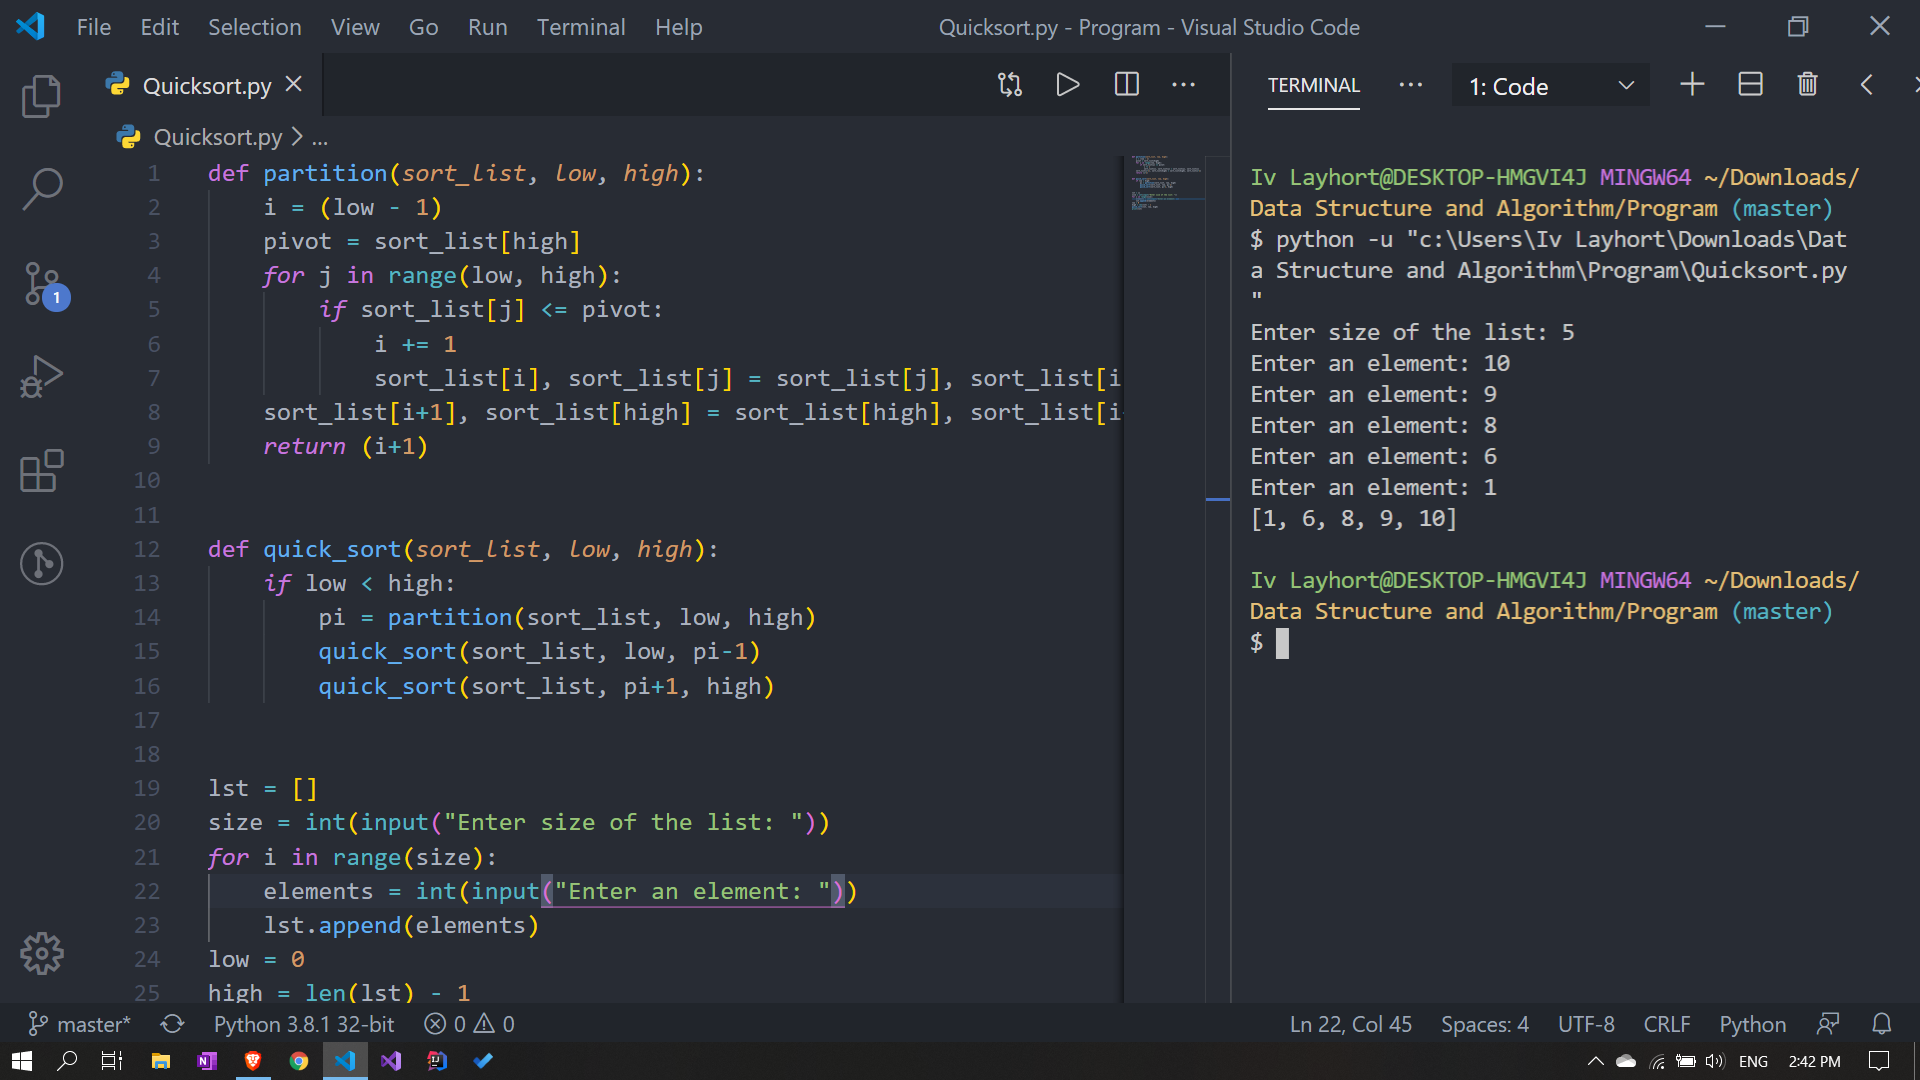 File Edit Selection View Go Run Terminal Help
Quicksort.py - Program - Visual Studio Code
Quicksort.py
Quicksort.py > ...
1 def partition(sort_list, low, high):
2 i = (low - 1)
3 pivot = sort_list[high]
4 for j in range(low, high):
5 if sort_list[j] <= pivot:
6 i += 1
7 sort_list[i], sort_list[j] = sort_list[j], sort_list[i
8 sort_list[i+1], sort_list[high] = sort_list[high], sort_list[i
9 return (i+1)
10
11
12 def quick_sort(sort_list, low, high):
13 if low < high:
14 pi = partition(sort_list, low, high)
15 quick_sort(sort_list, low, pi-1)
16 quick_sort(sort_list, pi+1, high)
17
18
19 lst = []
20 size = int(input("Enter size of the list: "))
21 for i in range(size):
22 elements = int(input("Enter an element: "))
23 lst.append(elements)
24 low = 0
25 high = len(lst) - 1
TERMINAL ... 1: Code
Iv Layhort@DESKTOP-HMGVI4J MINGW64 ~/Downloads/
Data Structure and Algorithm/Program (master)
$ python -u "c:\Users\Iv Layhort\Downloads\Dat
a Structure and Algorithm\Program\Quicksort.py
"
Enter size of the list: 5
Enter an element: 10
Enter an element: 9
Enter an element: 8
Enter an element: 6
Enter an element: 1
[1, 6, 8, 9, 10]
Iv Layhort@DESKTOP-HMGVI4J MINGW64 ~/Downloads/
Data Structure and Algorithm/Program (master)
$
1
master* Python 3.8.1 32-bit 0 0 Ln 22, Col 45 Spaces: 4 UTF-8 CRLF Python
ENG 2:42 PM